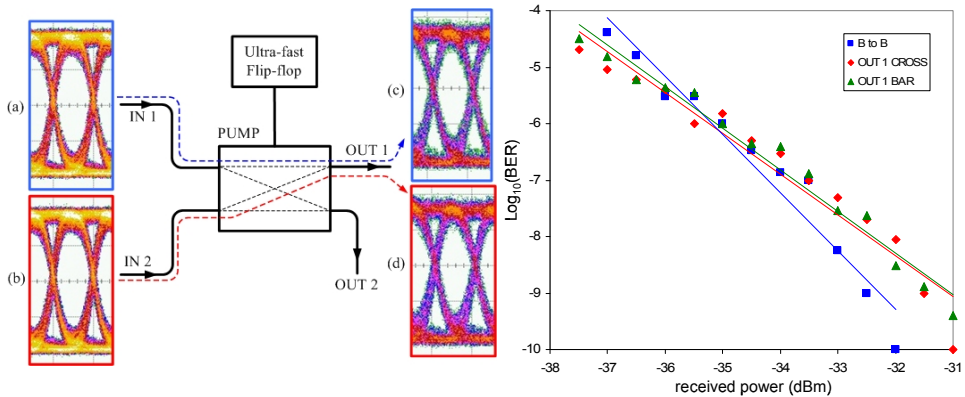 (a)
IN 1
Ultra-fast
Flip-flop
PUMP
OUT 1
(c)
(b)
IN 2
OUT 2
(d)
-4
-5
-6
-7
-8
-9
-10
Log10(BER)
B to B
OUT 1 CROSS
OUT 1 BAR
-38 -37 -36 -35 -34 -33 -32 -31
received power (dBm)